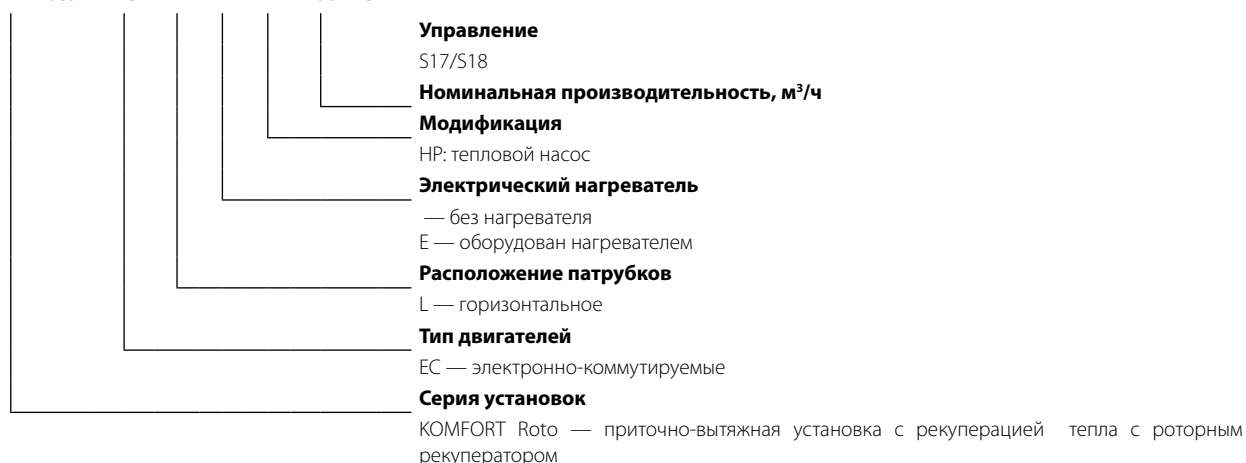 Управление
S17/S18
Номинальная производительность, м³/ч
Модификация
HP: тепловой насос
Электрический нагреватель
— без нагревателя
E — оборудован нагревателем
Расположение патрубков
L — горизонтальное
Тип двигателей
EC — электронно-коммутируемые
Серия установок
KOMFORT Roto — приточно-вытяжная установка с рекуперацией тепла с роторным
рекуператором